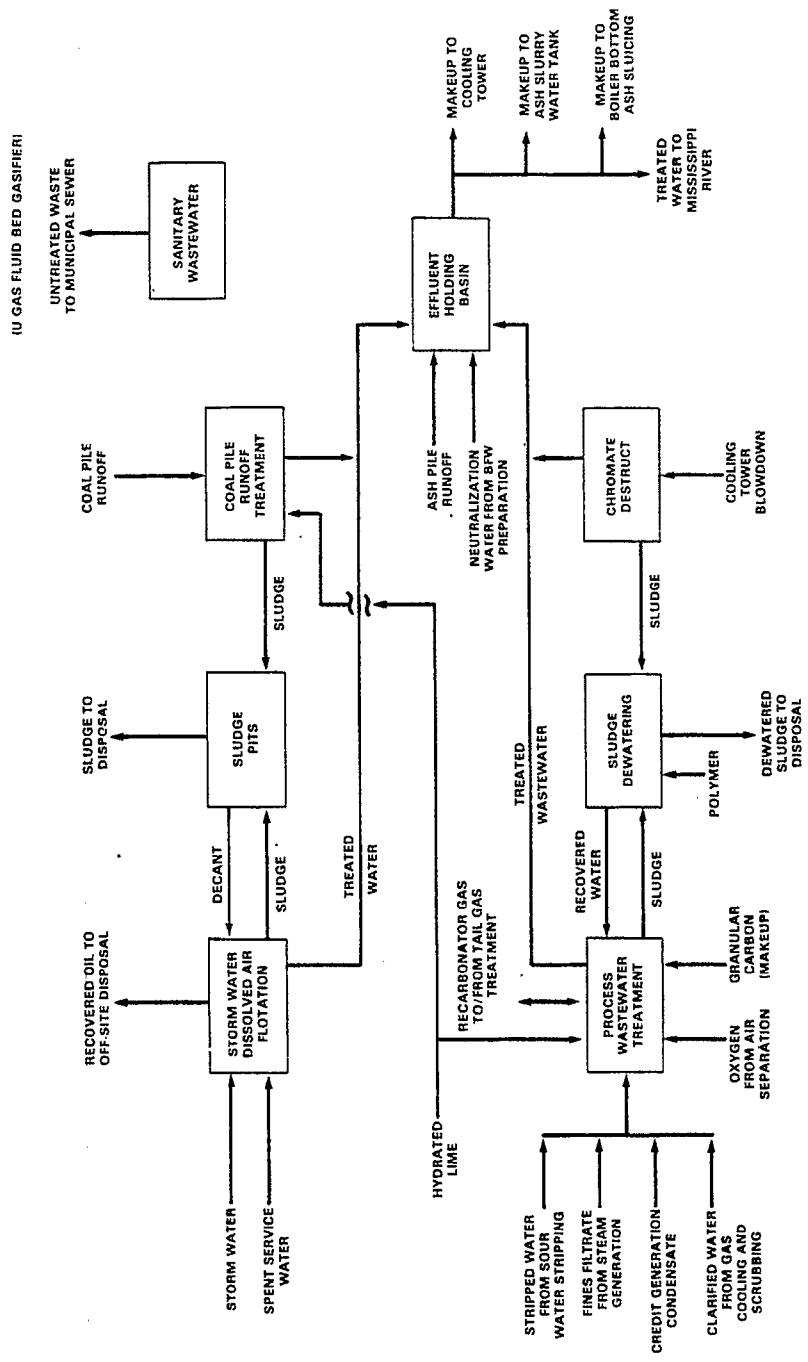 (U GAS FLUID BED GASIFIER)
UNTREATED WASTE
TO MUNICIPAL SEWER
SANITARY
WASTEWATER
RECOVERED OIL TO
OFF-SITE DISPOSAL
SLUDGE TO
DISPOSAL
COAL PILE
RUNOFF
STORM WATER
SPENT SERVICE
WATER
STORM WATER
DISSOLVED AIR
FLOTATION
DECANT
SLUDGE
SLUDGE
PITS
SLUDGE
COAL PILE
RUNOFF
TREATMENT
TREATED
WATER
HYDRATED
LIME
RECARBONATOR GAS
TO/FROM TAIL GAS
TREATMENT
ASH PILE
RUNOFF
NEUTRALIZATION
WATER FROM BFW
PREPARATION
EFFLUENT
HOLDING
BASIN
MAKEUP TO
COOLING
TOWER
MAKEUP TO
ASH SLURRY
WATER TANK
MAKEUP TO
BOILER BOTTOM
ASH SLUICING
TREATED
WATER TO
MISSISSIPPI
RIVER
TREATED
WASTEWATER
STRIPPED WATER
FROM SOUR
WATER STRIPPING
FINES FILTRATE
FROM STEAM
GENERATION
CREDIT GENERATION
CONDENSATE
CLARIFIED WATER
FROM GAS
COOLING AND
SCRUBBING
PROCESS
WASTEWATER
TREATMENT
RECOVERED
WATER
SLUDGE
SLUDGE
DEWATERING
SLUDGE
CHROMATE
DESTRUCT
OXYGEN
FROM AIR
SEPARATION
GRANULAR
CARBON
(MAKEUP)
POLYMER
DEWATERED
SLUDGE TO
DISPOSAL
COOLING
TOWER
BLOWDOWN